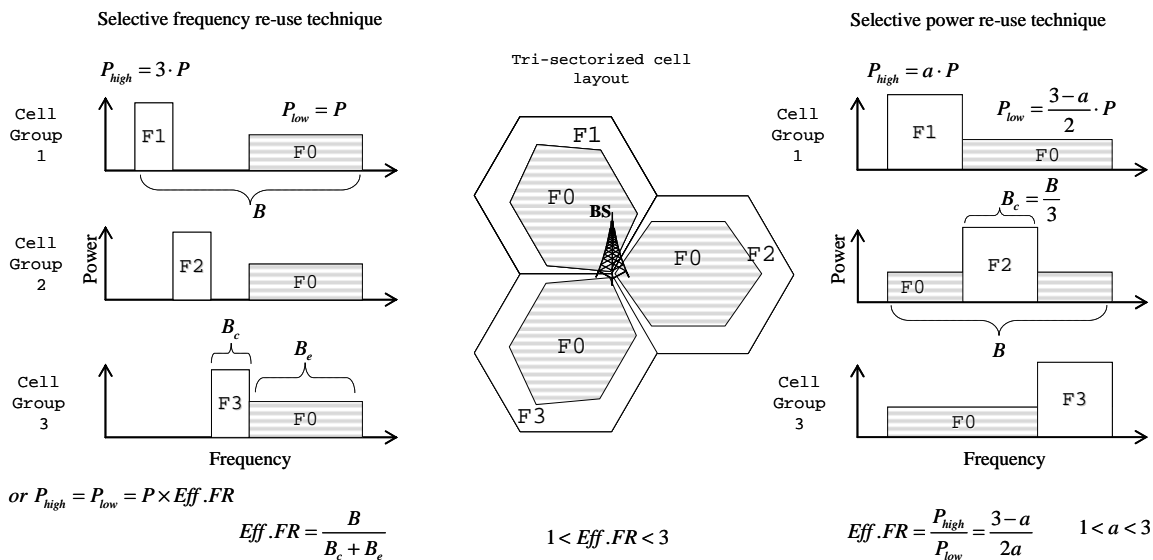 Selective frequency re-use technique
P_high = 3 · P
P_low = P
Cell
Group
1
F1
F0
B
Cell
Group
2
Power
F2
F0
B_c
B_e
Cell
Group
3
F3
F0
Frequency
or P_high = P_low = P × Eff.FR
Eff.FR = B / (B_c + B_e)
Tri-sectorized cell
layout
F1
F0
BS
F0
F2
F0
F3
1 < Eff.FR < 3
Selective power re-use technique
P_high = a · P
P_low = (3 − a)/2 · P
Cell
Group
1
F1
F0
B_c = B/3
Cell
Group
2
F0
F2
B
Cell
Group
3
F0
F3
Frequency
Eff.FR = P_high/P_low = (3 − a)/2a
1 < a < 3